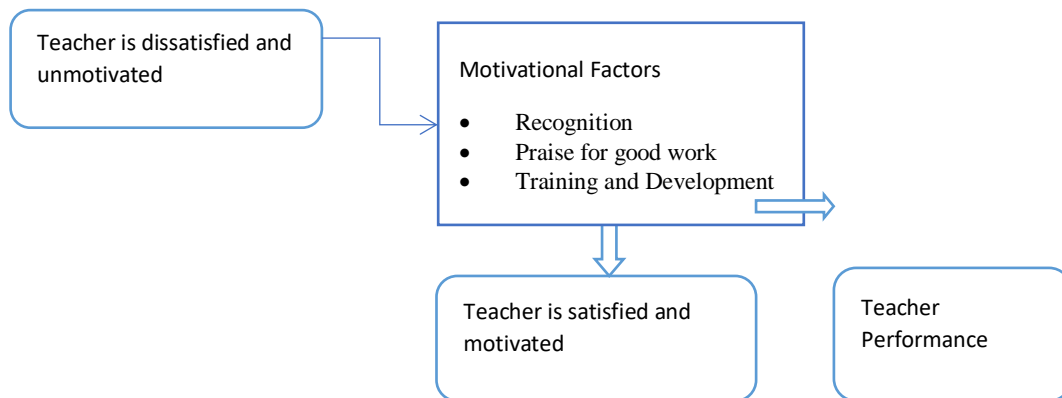 Teacher is dissatisfied and
unmotivated
Motivational Factors
• Recognition
• Praise for good work
• Training and Development
Teacher is satisfied and
motivated
Teacher
Performance